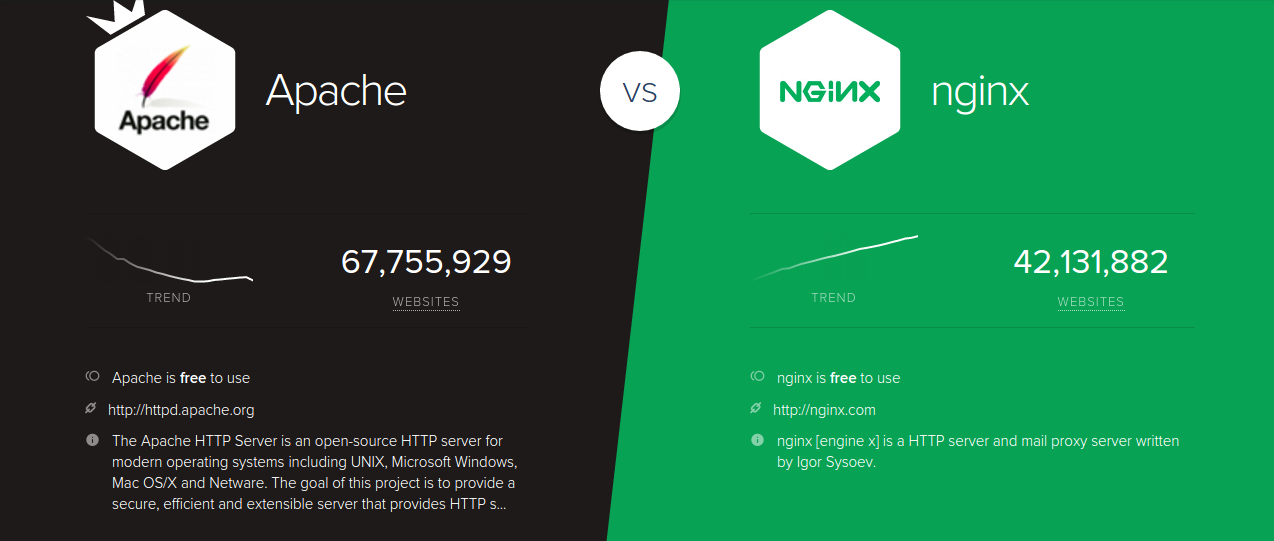 Apache
Apache
VS
NGINX
nginx
67,755,929
TREND
WEBSITES
42,131,882
TREND
WEBSITES
Apache is free to use
http://httpd.apache.org
The Apache HTTP Server is an open-source HTTP server for
modern operating systems including UNIX, Microsoft Windows,
Mac OS/X and Netware. The goal of this project is to provide a
secure, efficient and extensible server that provides HTTP s...
nginx is free to use
http://nginx.com
nginx [engine x] is a HTTP server and mail proxy server written
by Igor Sysoev.